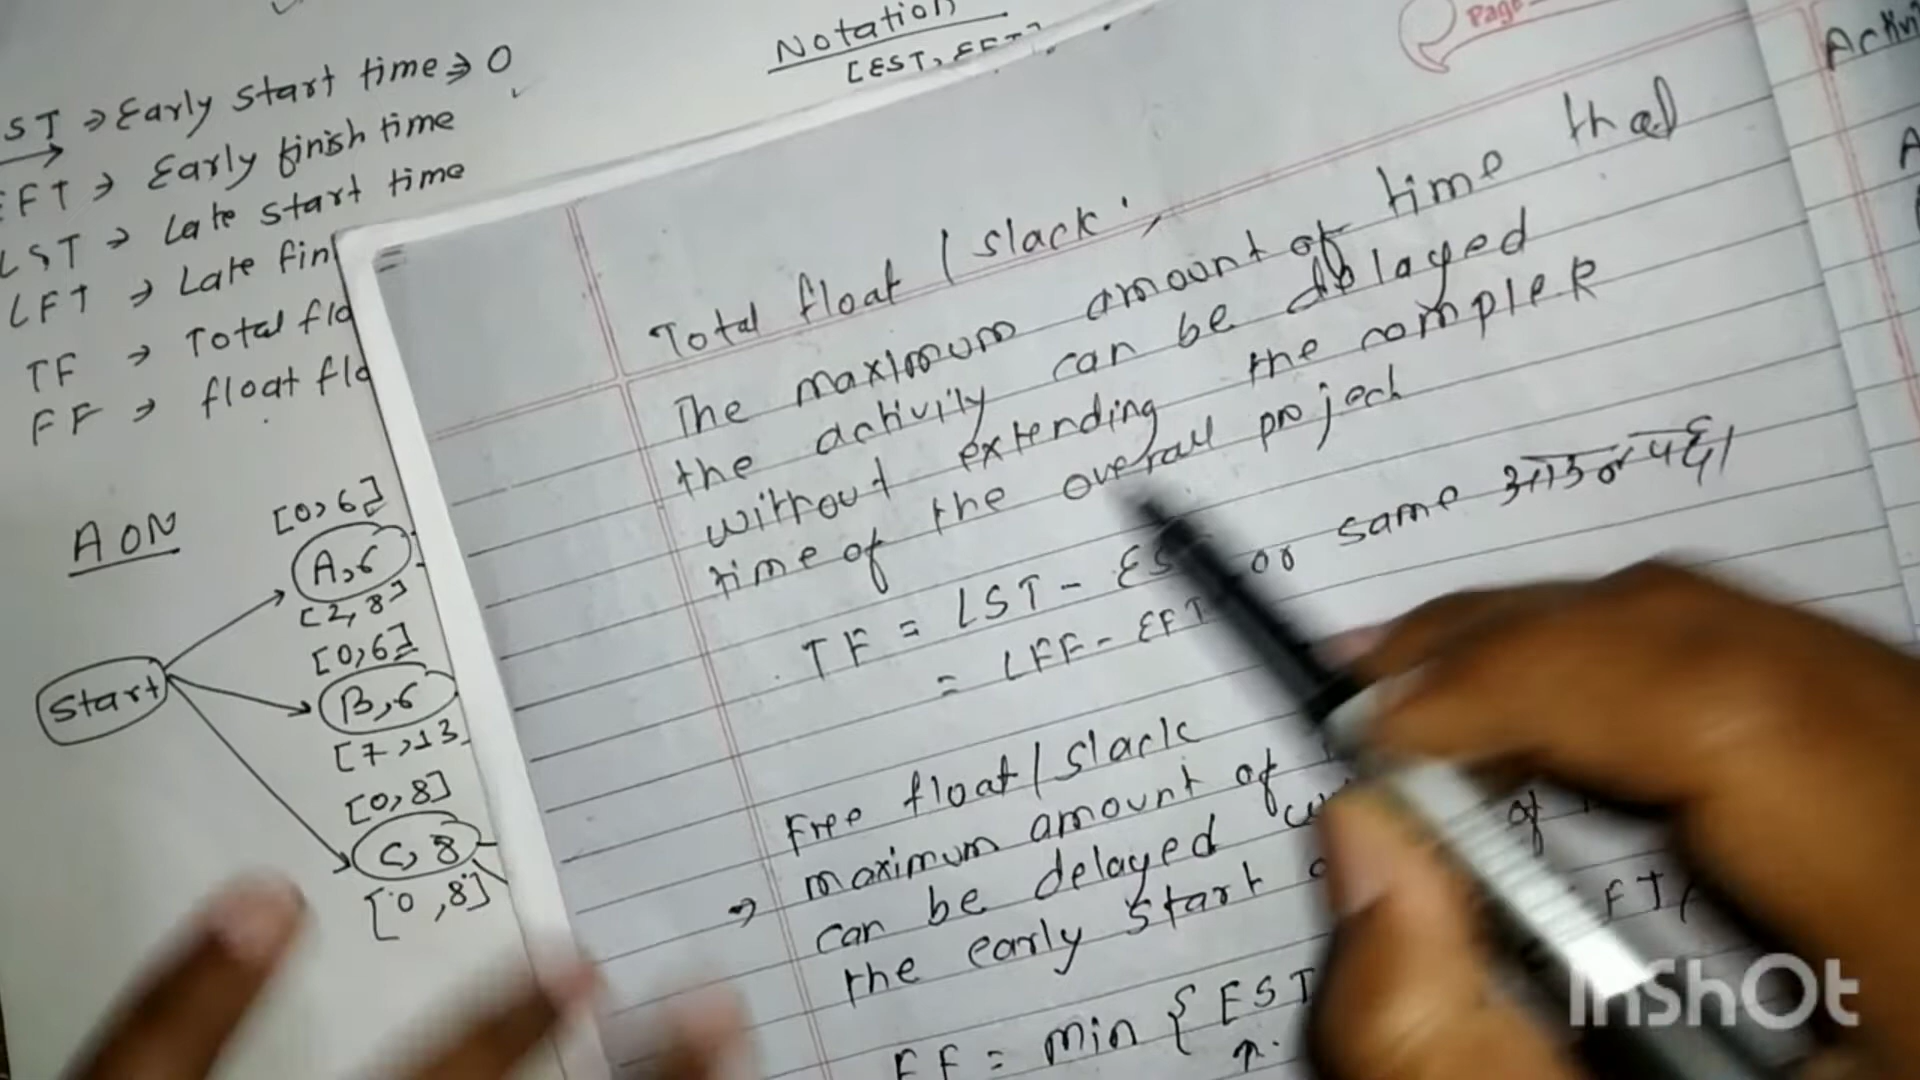 Notation
[EST, EFT]
ST → Early Start time → 0
EFT → Early finish time
LST → Late start time
LFT → Late fin
TF → Total flo
FF → float flo
AON
[0,6]
A,6
[2,8]
[0,6]
B,6
[7,13
[0,8]
C,8
[0,8]
Start
Page
Activi
Total float / slack :
The maximum amount of time that
the activity can be delayed
without extending the complet
time of the overall project
TF = LST - ES or same
= LFF - EFT
Free float / slack
→ maximum amount of
can be delayed
the early start of
FT/
FF = min { EST
InShOt